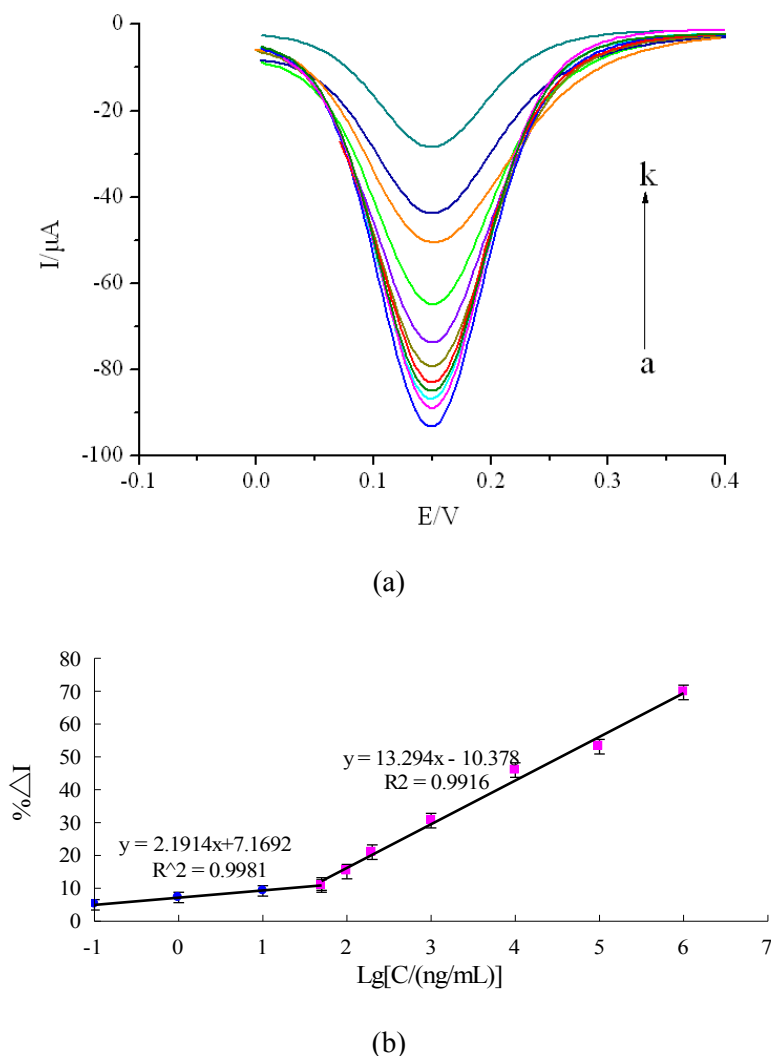 0
-20
-40
-60
-80
-100
I/μA
k
a
-0.1 0.0 0.1 0.2 0.3 0.4
E/V
(a)
80
70
60
50
40
30
20
10
0
%△I
y = 13.294x - 10.378
R2 = 0.9916
y = 2.1914x+7.1692
R^2 = 0.9981
-1 0 1 2 3 4 5 6 7
Lg[C/(ng/mL)]
(b)